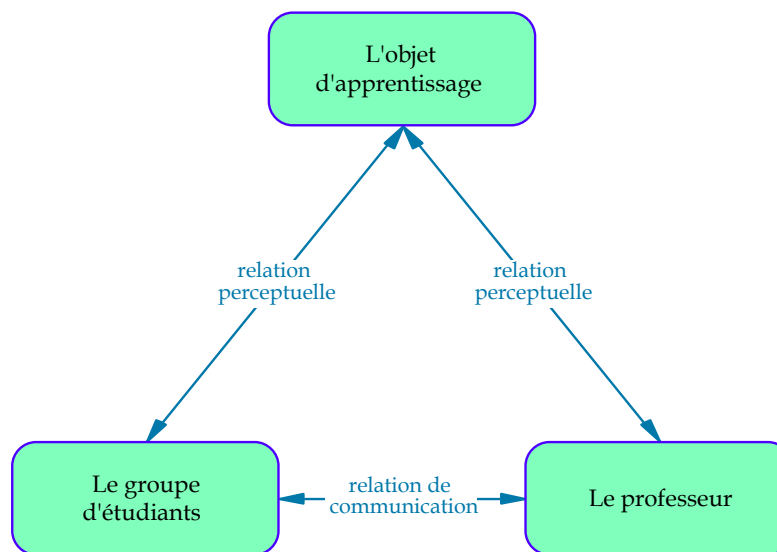 L'objet
d'apprentissage
relation
perceptuelle
relation
perceptuelle
Le groupe
d'étudiants
relation de
communication
Le professeur